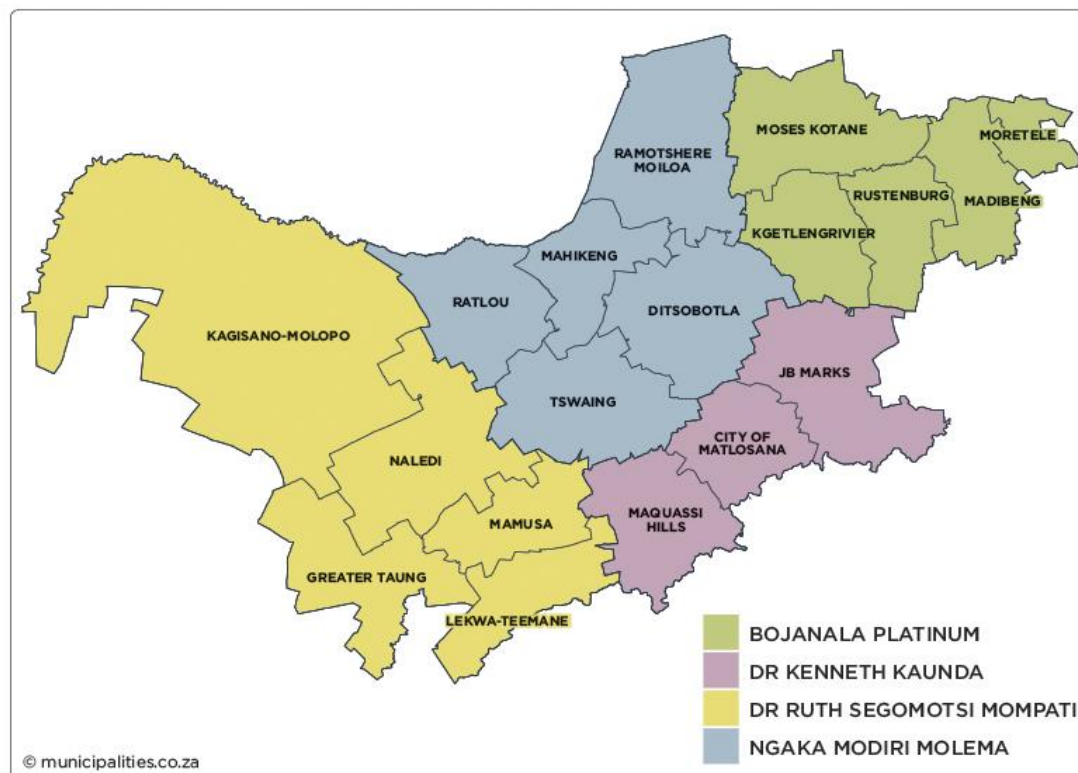 MOSES KOTANE
MORETELE
RAMOTSHERE
MOILOA
RUSTENBURG
MADIBENG
KGETLENGRIVIER
MAHIKENG
RATLOU
DITSOBOTLA
KAGISANO-MOLOPO
JB MARKS
TSWAING
CITY OF
MATLOSANA
NALEDI
MAQUASSI
HILLS
MAMUSA
GREATER TAUNG
LEKWA-TEEMANE
BOJANALA PLATINUM
DR KENNETH KAUNDA
DR RUTH SEGOMOTSI MOMPATI
NGAKA MODIRI MOLEMA
© municipalities.co.za